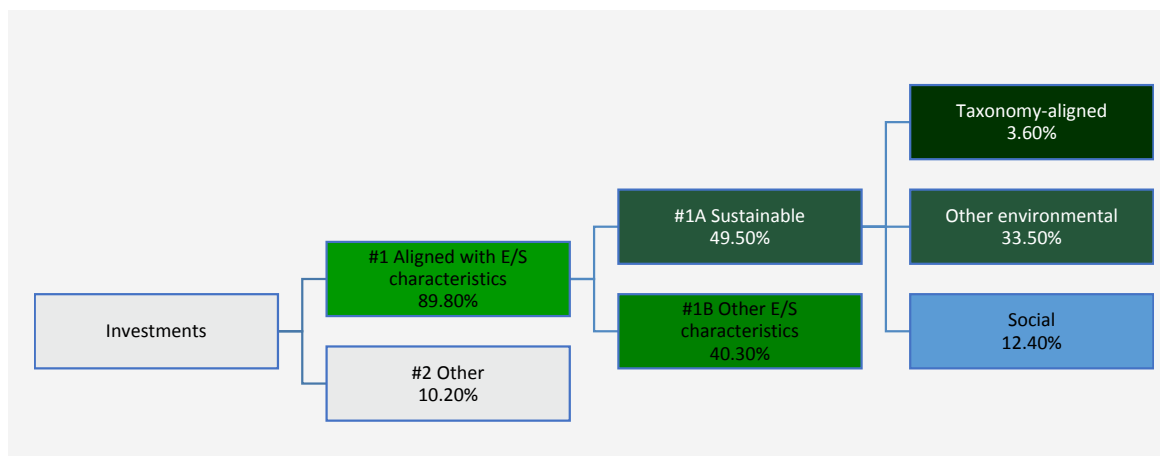 Investments
#1 Aligned with E/S
characteristics
89.80%
#2 Other
10.20%
#1A Sustainable
49.50%
#1B Other E/S
characteristics
40.30%
Taxonomy-aligned
3.60%
Other environmental
33.50%
Social
12.40%